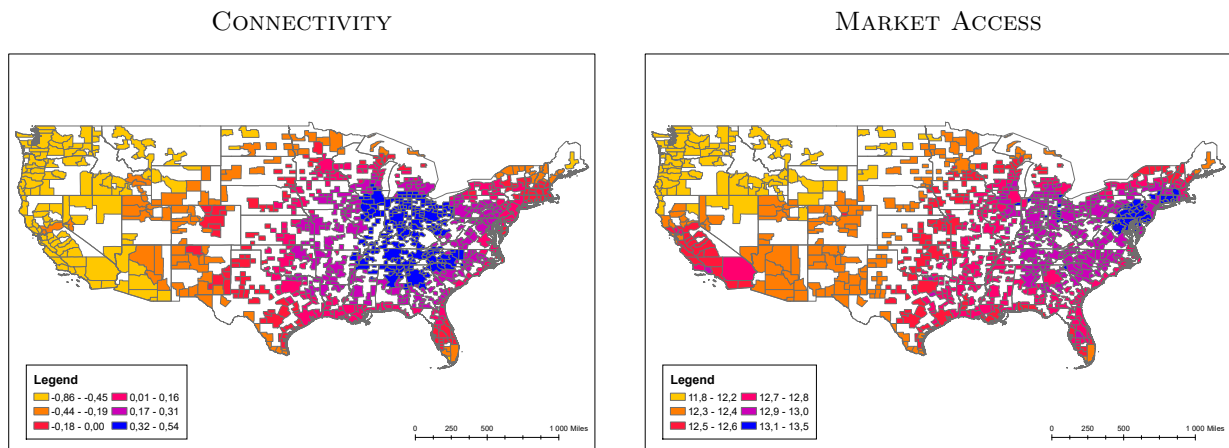 CONNECTIVITY
Legend
-0,86 - -0,45
-0,44 - -0,19
-0,18 - 0,00
0,01 - 0,16
0,17 - 0,31
0,32 - 0,54
0 250 500 1 000 Miles
MARKET ACCESS
Legend
11,8 - 12,2
12,3 - 12,4
12,5 - 12,6
12,7 - 12,8
12,9 - 13,0
13,1 - 13,5
0 250 500 1 000 Miles